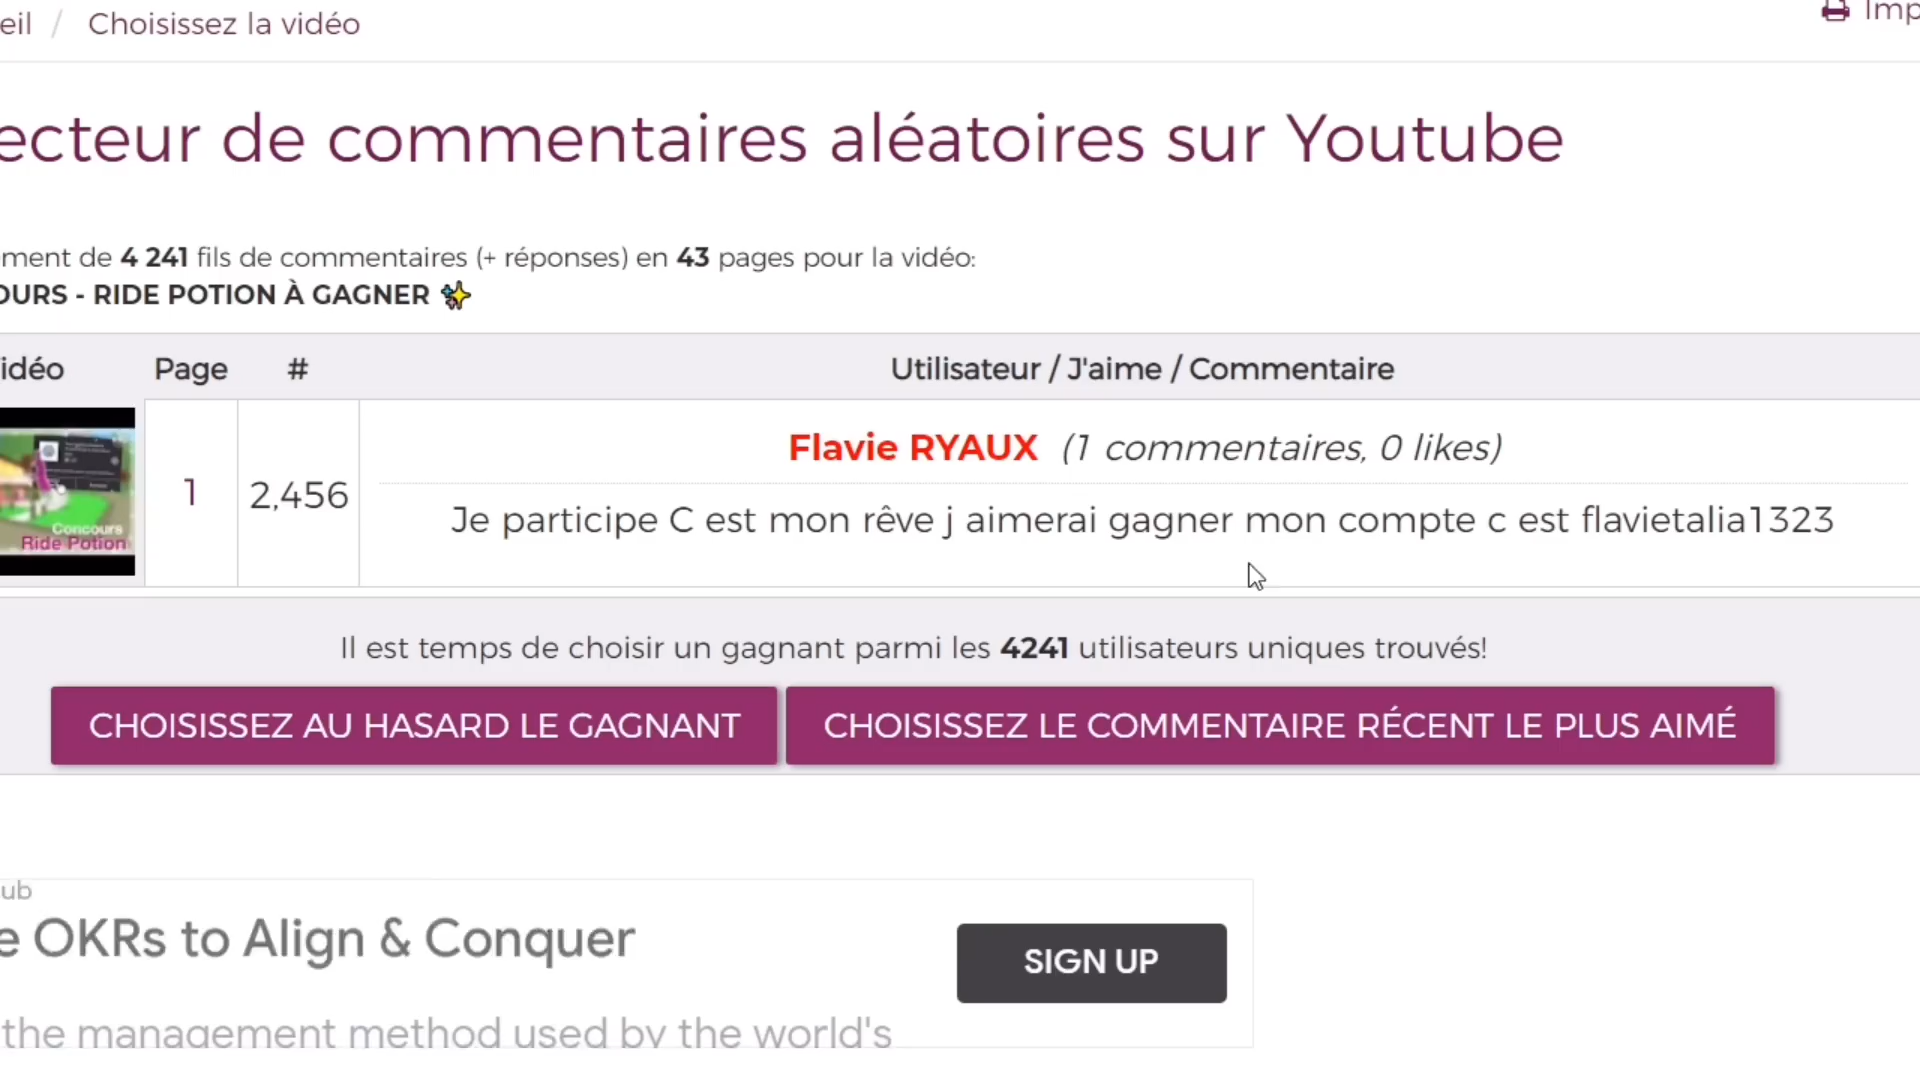 eil / Choisissez la vidéo
Imp
ecteur de commentaires aléatoires sur Youtube
ment de 4 241 fils de commentaires (+ réponses) en 43 pages pour la vidéo:
OURS - RIDE POTION À GAGNER ✨
idéo Page # Utilisateur / J'aime / Commentaire
Concours
Ride Potion
1
2,456
Flavie RYAUX (1 commentaires, 0 likes)
Je participe C est mon rêve j aimerai gagner mon compte c est flavietalia1323
Il est temps de choisir un gagnant parmi les 4241 utilisateurs uniques trouvés!
CHOISISSEZ AU HASARD LE GAGNANT
CHOISISSEZ LE COMMENTAIRE RÉCENT LE PLUS AIMÉ
ub
e OKRs to Align & Conquer
SIGN UP
the management method used by the world's